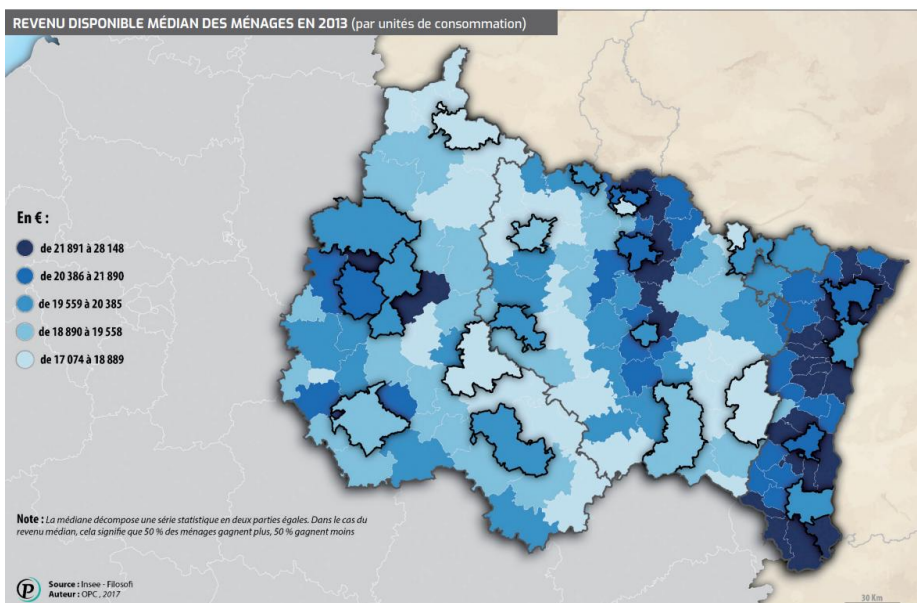 REVENU DISPONIBLE MÉDIAN DES MÉNAGES EN 2013 (par unités de consommation)
En € :
de 21 891 à 28 148
de 20 386 à 21 890
de 19 559 à 20 385
de 18 890 à 19 558
de 17 074 à 18 889
Note : La médiane décompose une série statistique en deux parties égales. Dans le cas du
revenu médian, cela signifie que 50 % des ménages gagnent plus, 50 % gagnent moins
P
Source : Insee - Filosofi
Auteur : OPC , 2017
30 Km